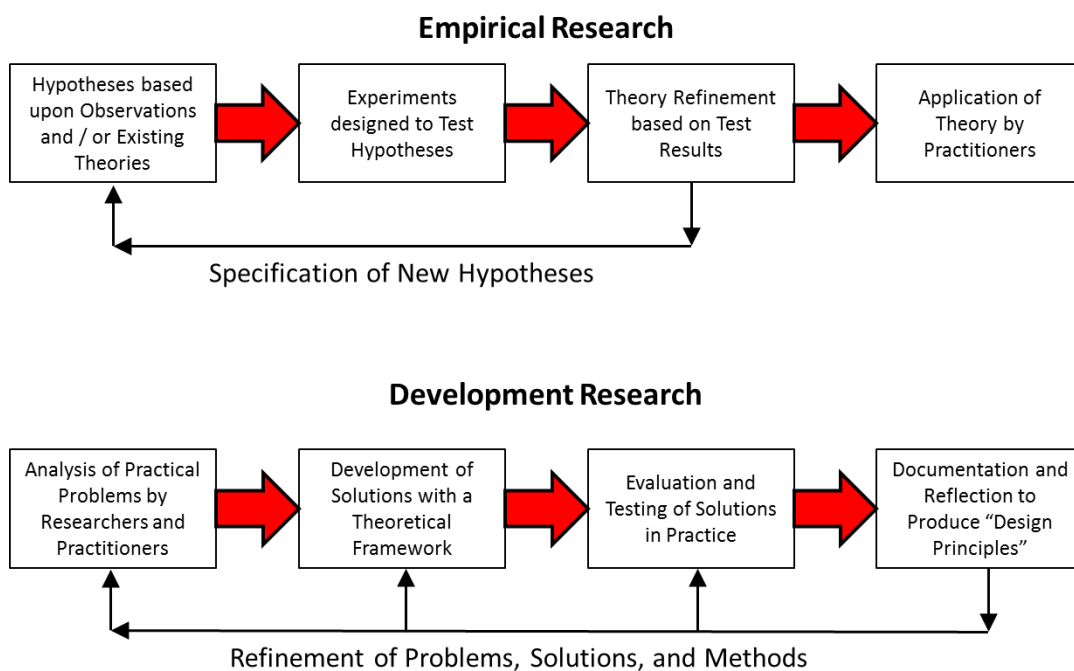 Empirical Research
Hypotheses based
upon Observations
and / or Existing
Theories
Experiments
designed to Test
Hypotheses
Theory Refinement
based on Test
Results
Application of
Theory by
Practitioners
Specification of New Hypotheses
Development Research
Analysis of Practical
Problems by
Researchers and
Practitioners
Development of
Solutions with a
Theoretical
Framework
Evaluation and
Testing of Solutions
in Practice
Documentation and
Reflection to
Produce “Design
Principles”
Refinement of Problems, Solutions, and Methods